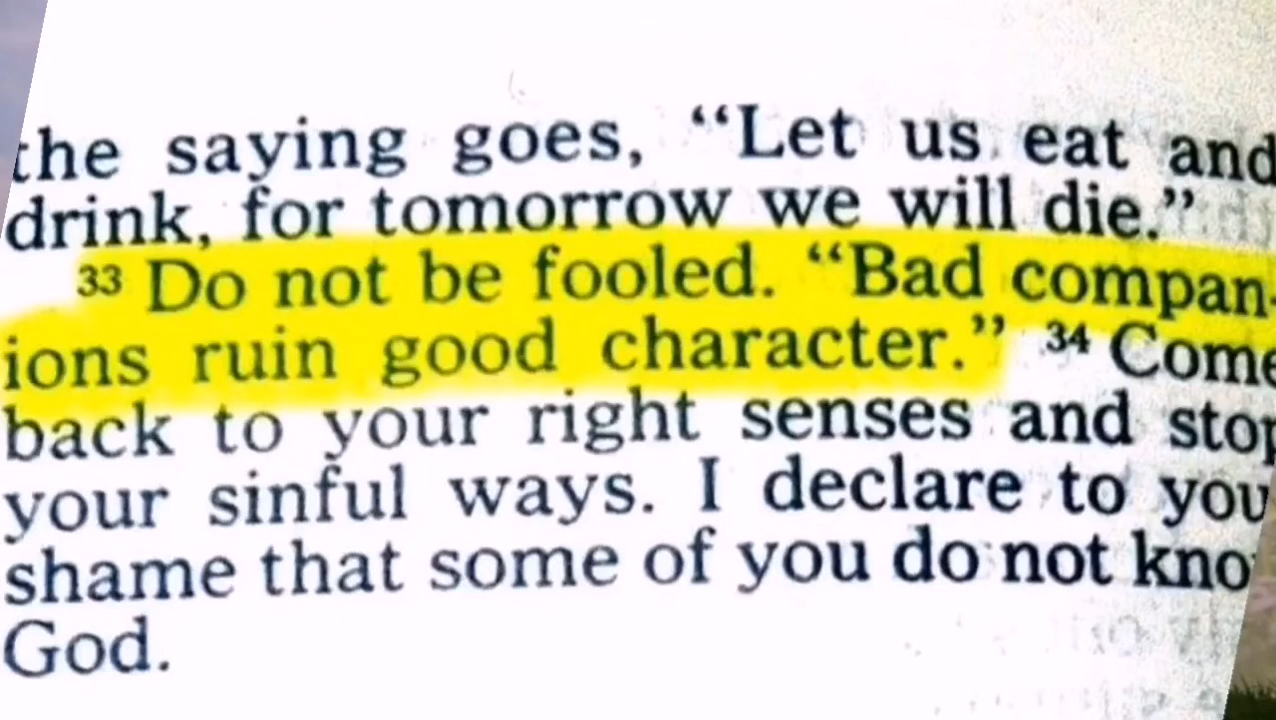 the saying goes, “Let us eat and
drink, for tomorrow we will die.”
33 Do not be fooled. “Bad compan-
ions ruin good character.” 34 Come
back to your right senses and stop
your sinful ways. I declare to you
shame that some of you do not kno
God.